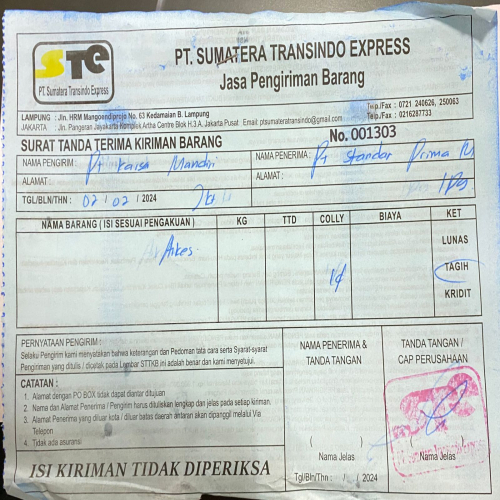 STE
PT. Sumatera Transindo Express
PT. SUMATERA TRANSINDO EXPRESS
Jasa Pengiriman Barang
LAMPUNG : Jln. HRM Mangoendiprojo No. 63 Kedamaian B. Lampung Telp./Fax : 0721 240626, 250063
JAKARTA : Jln. Pangeran Jayakarta Komplek Artha Centre Blok H.3.A. Jakarta Pusat Email: ptsumateratransindo@gmail.com Telp./Fax : 0216287733
SURAT TANDA TERIMA KIRIMAN BARANG
No. 001303
NAMA PENGIRIM : Pt Kaisa Mandiri
NAMA PENERIMA : Pt Standar Prima
ALAMAT :
ALAMAT :
TGL/BLN/THN : 02 / 02 / 2024
NAMA BARANG ( ISI SESUAI PENGAKUAN ) KG TTD COLLY BIAYA KET
Alkes
LUNAS
TAGIH
KRIDIT
PERNYATAAN PENGIRIM :
Selaku Pengirim kami menyatakan bahwa keterangan dan Pedoman tata cara serta Syarat-syarat
Pengiriman yang ditulis / dicetak pada Lembar STTKB ini adalah benar dan kami menyetujui.
CATATAN :
1. Alamat dengan PO BOX tidak dapat diantar ditujuan
2. Nama dan Alamat Penerima / Pengirim harus dituliskan lengkap dan jelas pada setiap kiriman.
3. Alamat Penerima yang diluar kota / diluar batas daerah antaran akan dipanggil melalui Via
Telepon
4. Tidak ada asuransi
ISI KIRIMAN TIDAK DIPERIKSA
NAMA PENERIMA &
TANDA TANGAN
( )
Nama Jelas
Tgl/Bln/Thn : / / 2024
TANDA TANGAN /
CAP PERUSAHAAN
( )
Nama Jelas